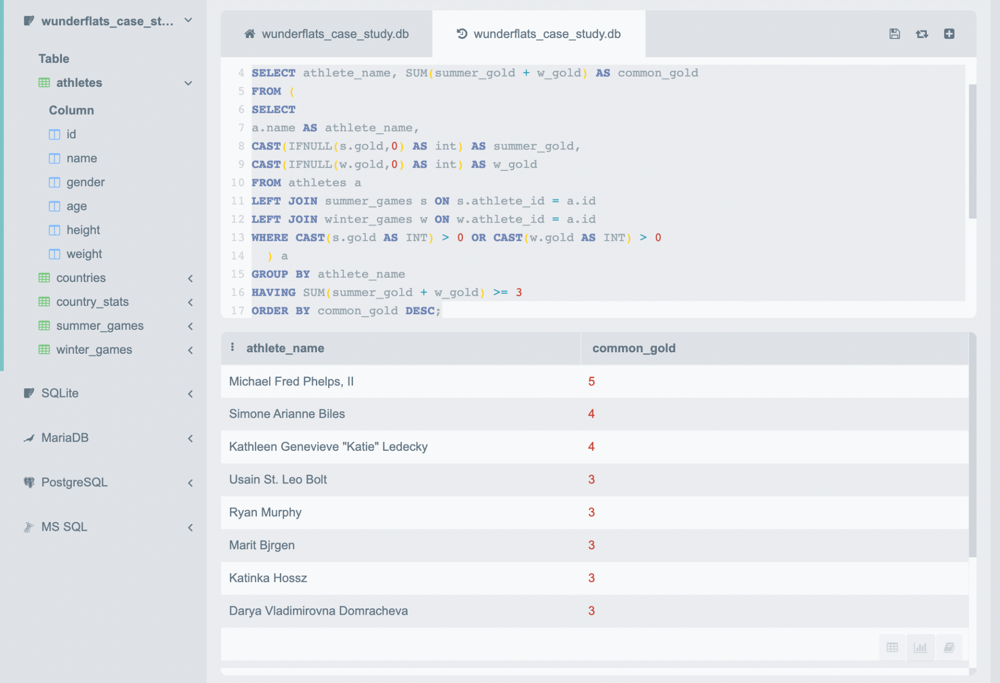 wunderflats_case_st...
Table
athletes
Column
id
name
gender
age
height
weight
countries
country_stats
summer_games
winter_games
SQLite
MariaDB
PostgreSQL
MS SQL
wunderflats_case_study.db
wunderflats_case_study.db
4 SELECT athlete_name, SUM(summer_gold + w_gold) AS common_gold
5 FROM (
6 SELECT
7 a.name AS athlete_name,
8 CAST(IFNULL(s.gold,0) AS int) AS summer_gold,
9 CAST(IFNULL(w.gold,0) AS int) AS w_gold
10 FROM athletes a
11 LEFT JOIN summer_games s ON s.athlete_id = a.id
12 LEFT JOIN winter_games w ON w.athlete_id = a.id
13 WHERE CAST(s.gold AS INT) > 0 OR CAST(w.gold AS INT) > 0
14 ) a
15 GROUP BY athlete_name
16 HAVING SUM(summer_gold + w_gold) >= 3
17 ORDER BY common_gold DESC;
athlete_name common_gold
Michael Fred Phelps, II 5
Simone Arianne Biles 4
Kathleen Genevieve "Katie" Ledecky 4
Usain St. Leo Bolt 3
Ryan Murphy 3
Marit Bjrgen 3
Katinka Hossz 3
Darya Vladimirovna Domracheva 3